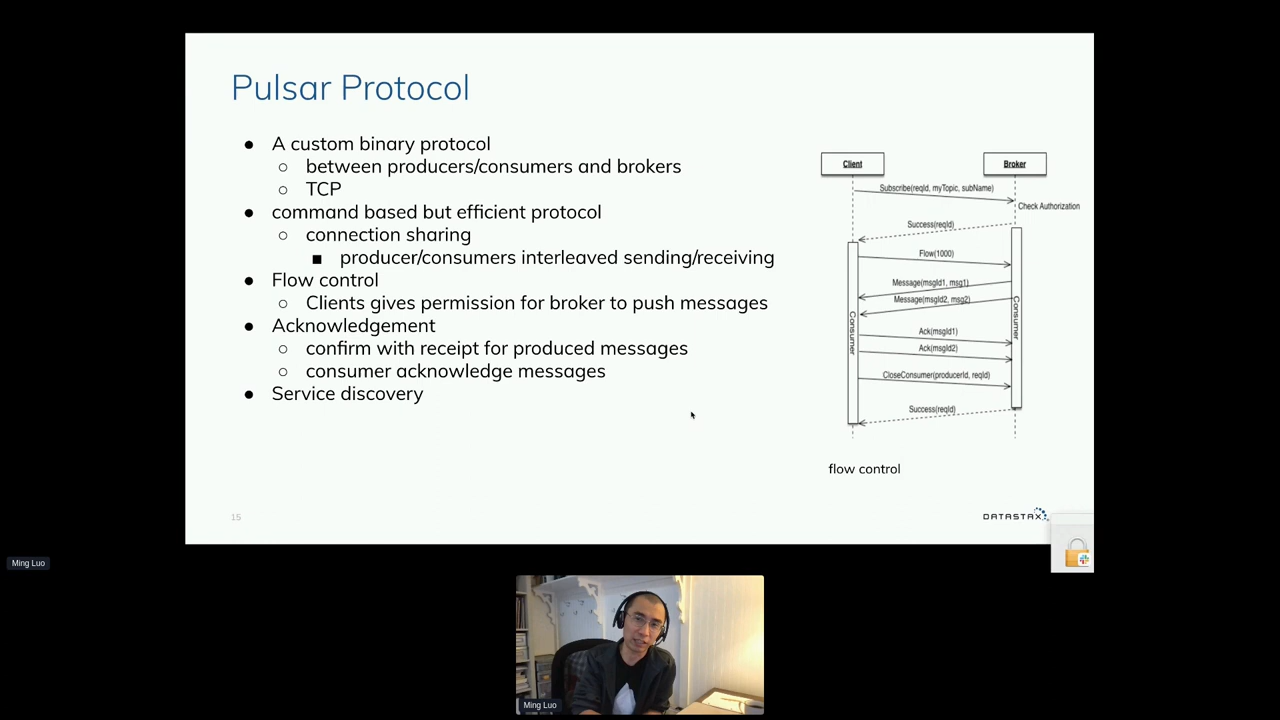 Pulsar Protocol
● A custom binary protocol
○ between producers/consumers and brokers
○ TCP
● command based but efficient protocol
○ connection sharing
■ producer/consumers interleaved sending/receiving
● Flow control
○ Clients gives permission for broker to push messages
● Acknowledgement
○ confirm with receipt for produced messages
○ consumer acknowledge messages
● Service discovery
Client
Broker
Subscribe(reqId, myTopic, subName)
Check Authorization
Success(reqId)
Flow(1000)
Message(msgId1, msg1)
Message(msgId2, msg2)
Consumer
Consumer
Ack(msgId1)
Ack(msgId2)
CloseConsumer(producerId, reqId)
Success(reqId)
flow control
15
DATASTAX
Ming Luo
Ming Luo